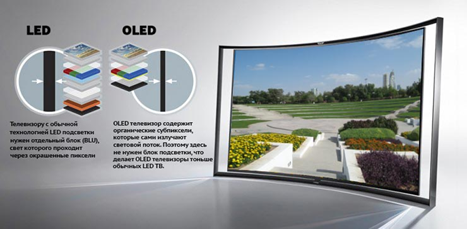 LED
OLED
Телевизору с обычной
технологией LED подсветки
нужен отдельный блок (BLU),
свет которого проходит
через окрашенные пиксели
OLED телевизор содержит
органические субпиксели,
которые сами излучают
световой поток. Поэтому здесь
не нужен блок подсветки, что
делает OLED телевизоры тоньше
обычных LED ТВ.